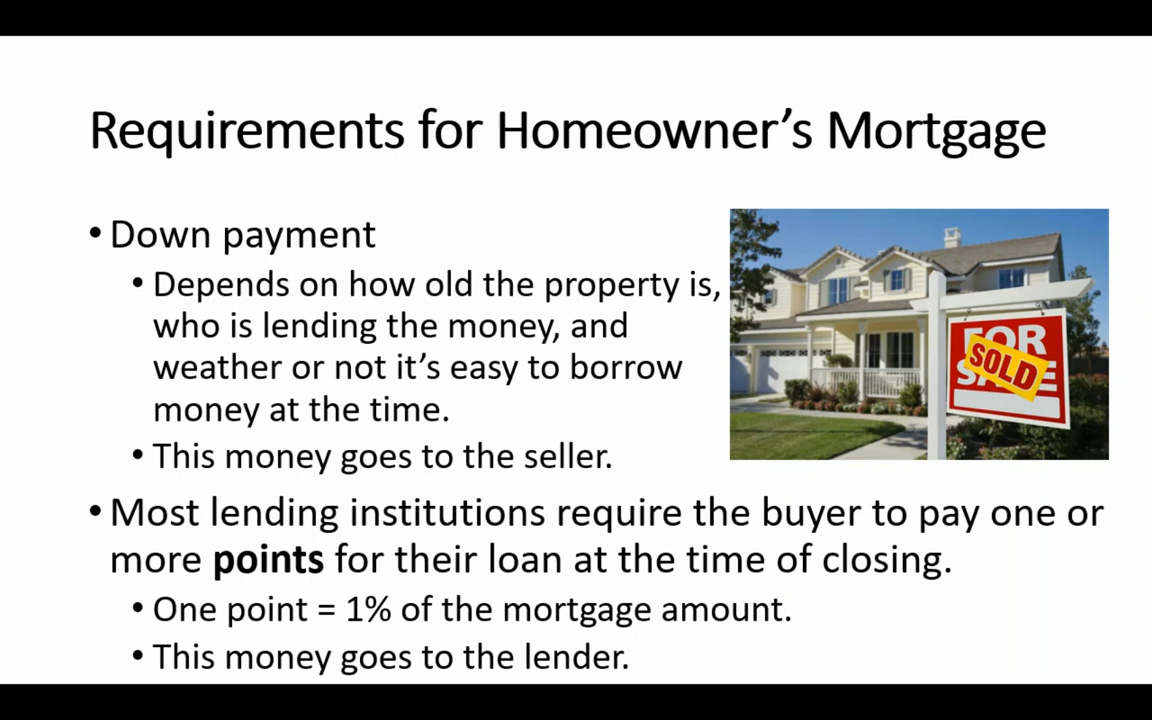 Requirements for Homeowner's Mortgage
• Down payment
• Depends on how old the property is,
who is lending the money, and
weather or not it's easy to borrow
money at the time.
• This money goes to the seller.
FOR
SOLD
SALE
• Most lending institutions require the buyer to pay one or
more points for their loan at the time of closing.
• One point = 1% of the mortgage amount.
• This money goes to the lender.